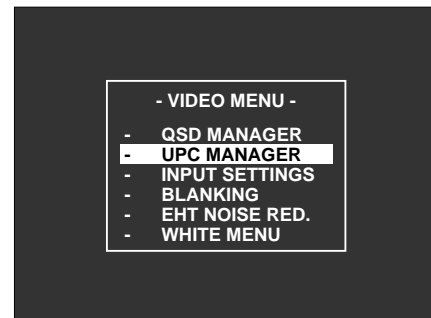 - VIDEO MENU -
- QSD MANAGER
- UPC MANAGER
- INPUT SETTINGS
- BLANKING
- EHT NOISE RED.
- WHITE MENU